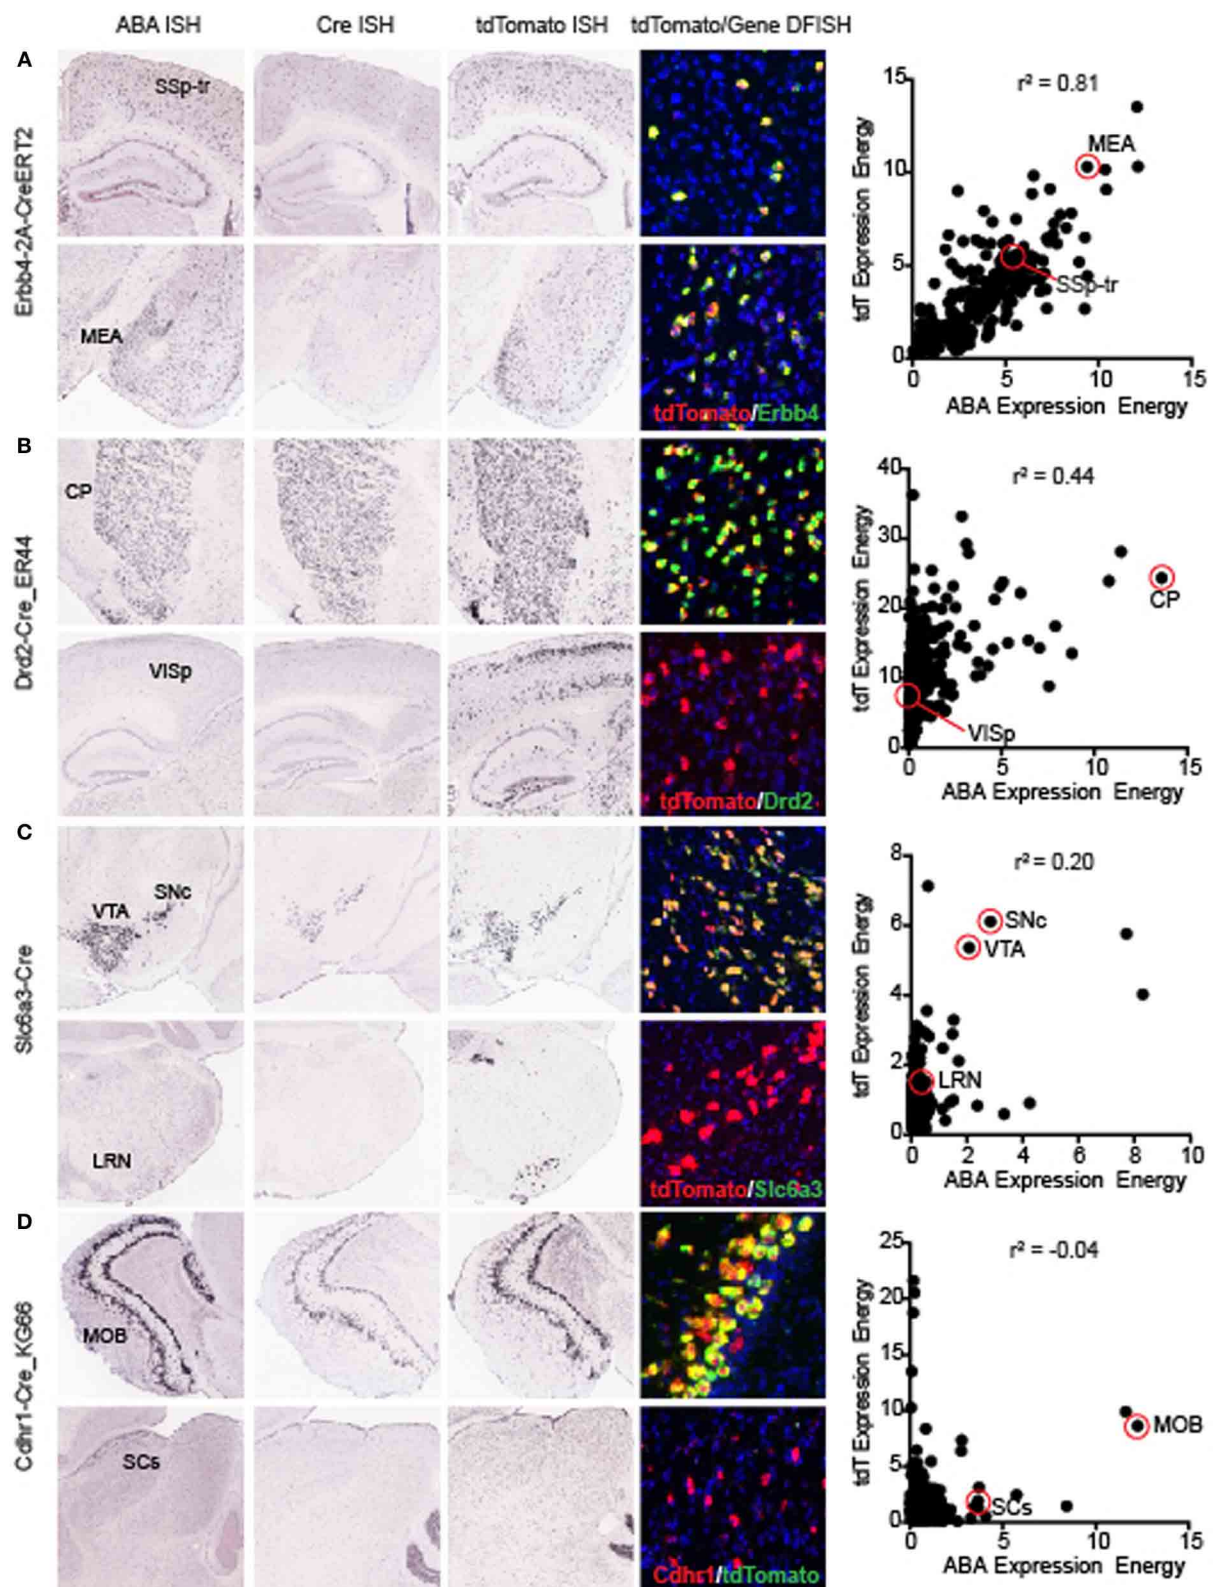 ABA ISH
Cre ISH
tdTomato ISH
tdTomato/Gene DFISH
A
Erbb4-2A-CreERT2
SSp-tr
MEA
tdTomato/Erbb4
r² = 0.81
15
10
5
0
tdT Expression Energy
MEA
SSp-tr
0
5
10
15
ABA Expression Energy
B
Drd2-Cre_ER44
CP
VISp
tdTomato/Drd2
r² = 0.44
40
30
20
10
0
tdT Expression Energy
CP
VISp
0
5
10
15
ABA Expression Energy
C
Slc6a3-Cre
VTA
SNc
LRN
tdTomato/Slc6a3
r² = 0.20
8
6
4
2
0
tdT Expression Energy
SNc
VTA
LRN
0
2
4
6
8
10
ABA Expression Energy
D
Cdhr1-Cre_KG66
MOB
SCs
Cdhr1/tdTomato
r² = -0.04
25
20
15
10
5
0
tdT Expression Energy
MOB
SCs
0
5
10
15
ABA Expression Energy